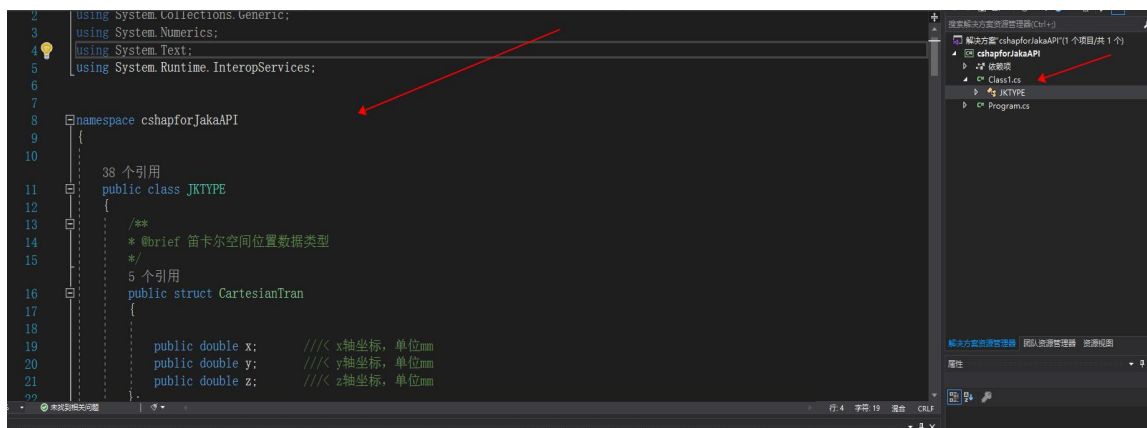 2 using System.Collections.Generic;
3 using System.Numerics;
4 using System.Text;
5 using System.Runtime.InteropServices;
6
7
8 namespace cshapforJakaAPI
9 {
10
38 个引用
11 public class JKTYPE
12 {
13 /**
14 * @brief 笛卡尔空间位置数据类型
15 */
5 个引用
16 public struct CartesianTran
17 {
18
19 public double x; ///< x轴坐标，单位mm
20 public double y; ///< y轴坐标，单位mm
21 public double z; ///< z轴坐标，单位mm
22 };
未找到相关问题
行: 4 字符: 19 混合 CRLF
搜索解决方案资源管理器(Ctrl+;)
解决方案"cshapforJakaAPI"(1 个项目/共 1 个)
cshapforJakaAPI
依赖项
Class1.cs
JKTYPE
Program.cs
解决方案资源管理器 团队资源管理器 资源视图
属性